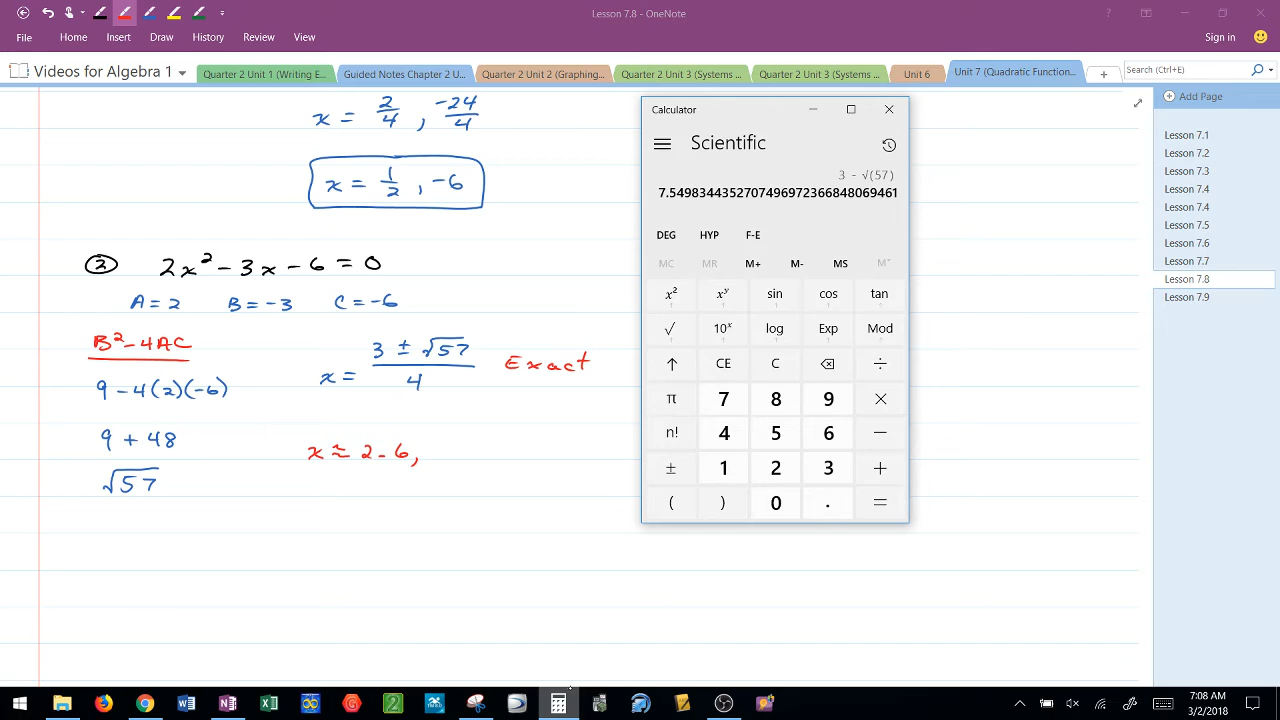 Lesson 7.8 - OneNote
File Home Insert Draw History Review View Sign in
Videos for Algebra 1
Quarter 2 Unit 1 (Writing E... Guided Notes Chapter 2 U... Quarter 2 Unit 2 (Graphing... Quarter 2 Unit 3 (Systems ... Quarter 2 Unit 3 (Systems ... Unit 6 Unit 7 (Quadratic Function... + Search (Ctrl+E)
Add Page
Lesson 7.1
Lesson 7.2
Lesson 7.3
Lesson 7.4
Lesson 7.4
Lesson 7.5
Lesson 7.6
Lesson 7.7
Lesson 7.8
Lesson 7.9
x = 2/4 , -24/4
x = 1/2 , -6
② 2x² - 3x - 6 = 0
A = 2 B = -3 C = -6
B² - 4AC
9 - 4(2)(-6)
9 + 48
√57
x = 3 ± √57 / 4 Exact
x ≈ 2-6,
Calculator
Scientific
3 - √(57)
7.5498344352707496972366848069461
DEG HYP F-E
MC MR M+ M- MS M˅
x² xʸ sin cos tan
√ 10ˣ log Exp Mod
↑ CE C ⌫ ÷
π 7 8 9 ×
n! 4 5 6 −
± 1 2 3 +
( ) 0 . =
7:08 AM
3/2/2018